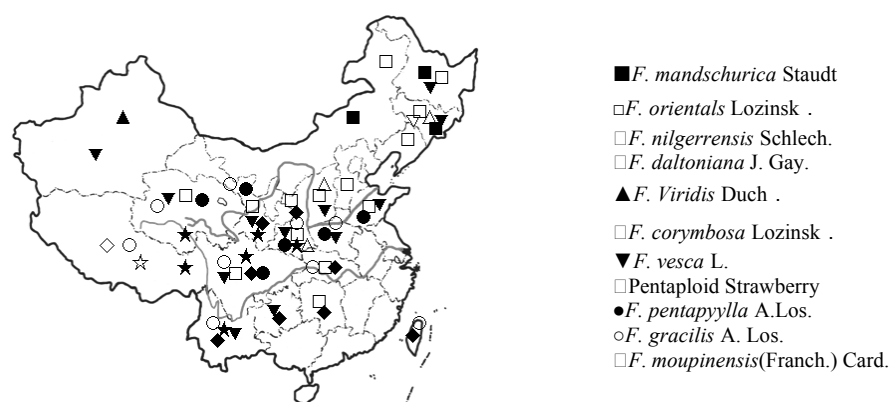 ■F. mandschurica Staudt
□F. orientals Lozinsk .
□F. nilgerrensis Schlech.
□F. daltoniana J. Gay.
▲F. Viridis Duch .
□F. corymbosa Lozinsk .
▼F. vesca L.
□Pentaploid Strawberry
●F. pentapyylla A.Los.
○F. gracilis A. Los.
□F. moupinensis(Franch.) Card.